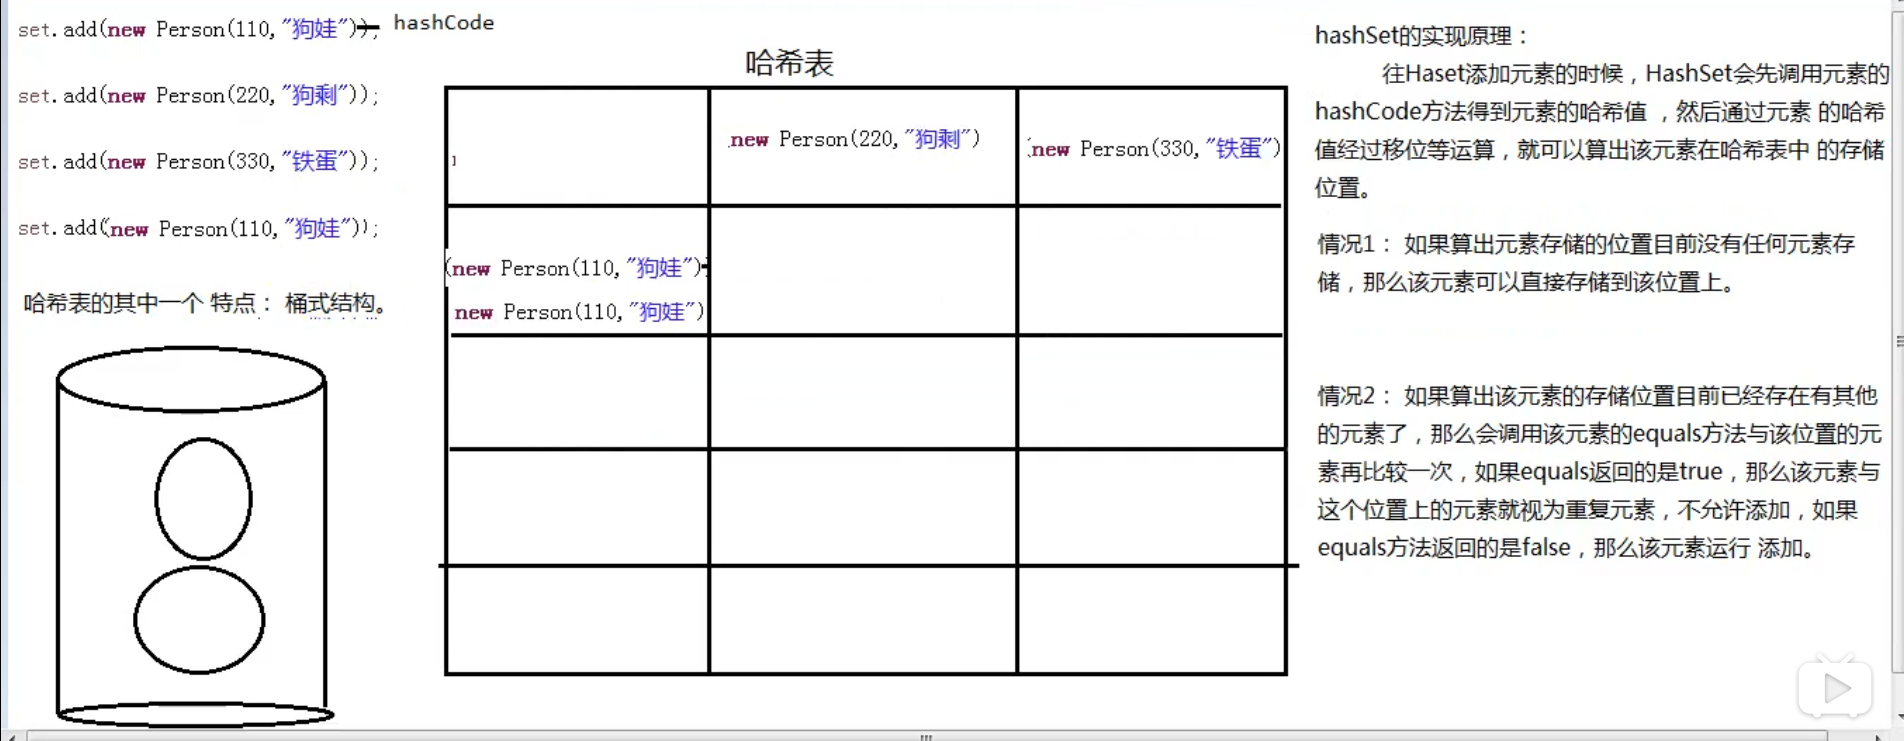 set.add(new Person(110,"狗娃"));
hashCode
set.add(new Person(220,"狗剩"));
set.add(new Person(330,"铁蛋"));
set.add(new Person(110,"狗娃"));
哈希表的其中一个 特点： 桶式结构。
哈希表
new Person(220,"狗剩")
(new Person(330,"铁蛋")
(new Person(110,"狗娃")
new Person(110,"狗娃")
hashSet的实现原理：
往Haset添加元素的时候，HashSet会先调用元素的
hashCode方法得到元素的哈希值 ，然后通过元素 的哈希
值经过移位等运算，就可以算出该元素在哈希表中 的存储
位置。
情况1： 如果算出元素存储的位置目前没有任何元素存
储，那么该元素可以直接存储到该位置上。
情况2： 如果算出该元素的存储位置目前已经存在有其他
的元素了，那么会调用该元素的equals方法与该位置的元
素再比较一次，如果equals返回的是true，那么该元素与
这个位置上的元素就视为重复元素，不允许添加，如果
equals方法返回的是false，那么该元素运行 添加。